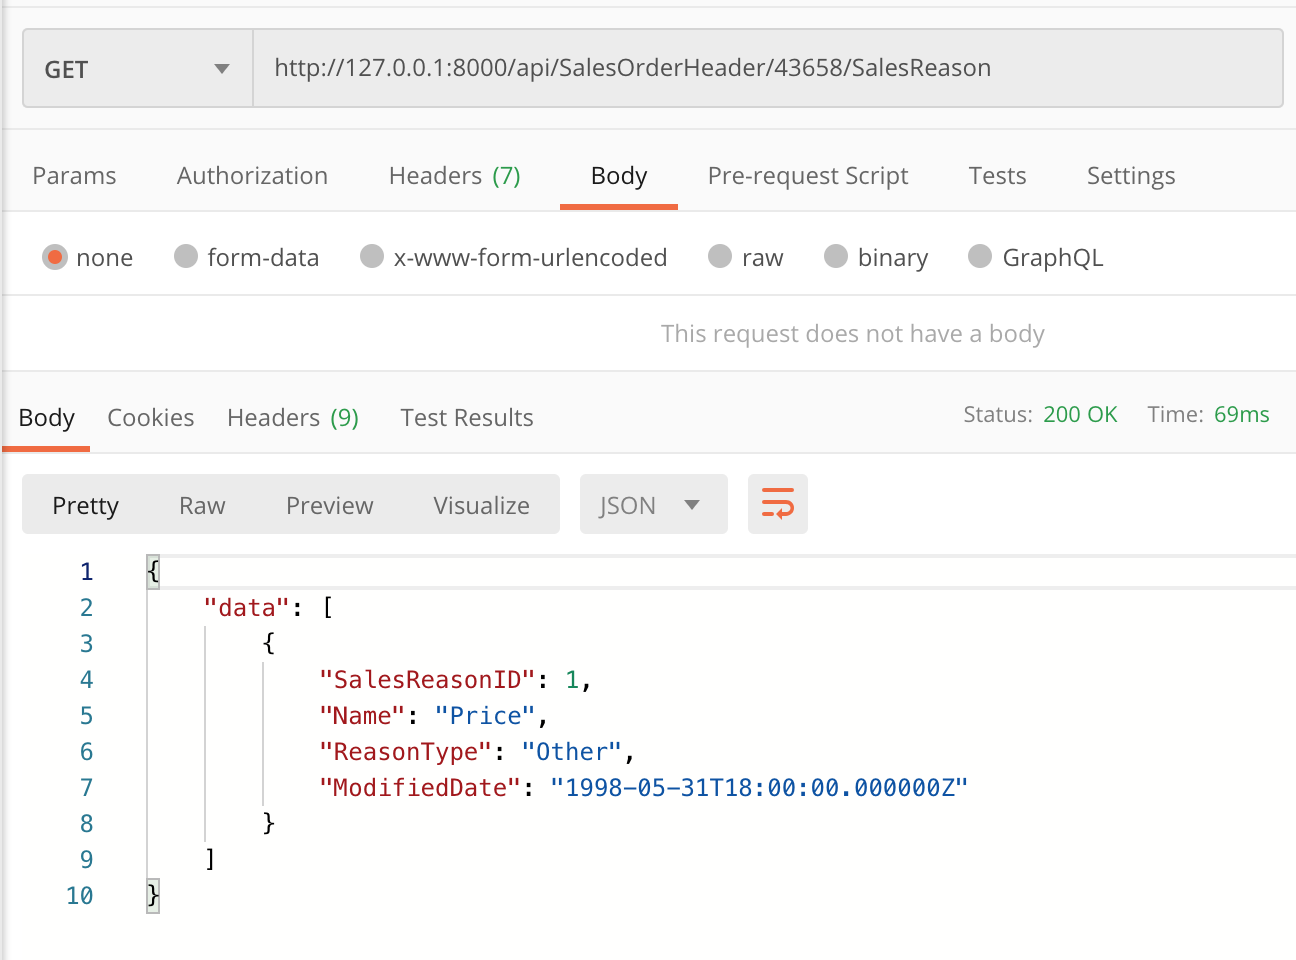 GET http://127.0.0.1:8000/api/SalesOrderHeader/43658/SalesReason
Params Authorization Headers (7) Body Pre-request Script Tests Settings
none form-data x-www-form-urlencoded raw binary GraphQL
This request does not have a body
Body Cookies Headers (9) Test Results Status: 200 OK Time: 69ms
Pretty Raw Preview Visualize JSON
1 {
2 "data": [
3 {
4 "SalesReasonID": 1,
5 "Name": "Price",
6 "ReasonType": "Other",
7 "ModifiedDate": "1998-05-31T18:00:00.000000Z"
8 }
9 ]
10 }